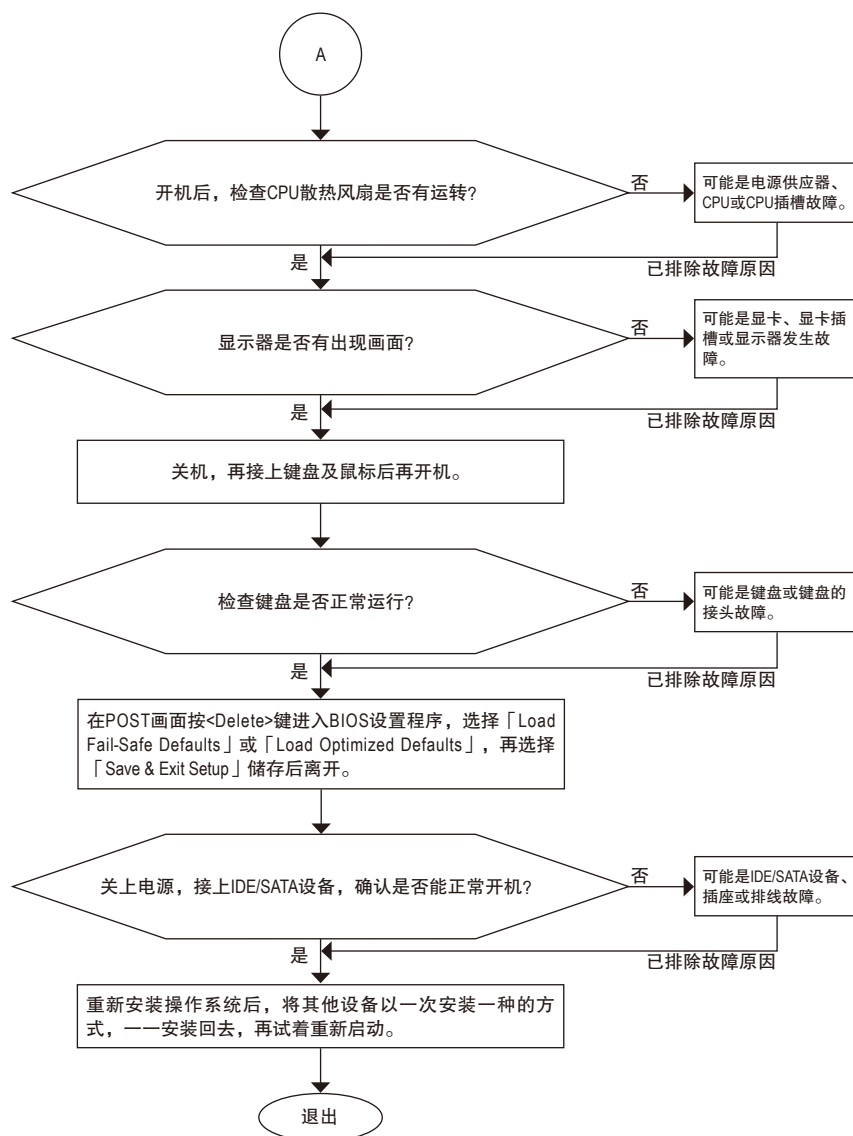 A
开机后，检查CPU散热风扇是否有运转？
否
可能是电源供应器、
CPU或CPU插槽故障。
是
已排除故障原因
显示器是否有出现画面？
否
可能是显卡、显卡插
槽或显示器发生故
障。
是
已排除故障原因
关机，再接上键盘及鼠标后再开机。
检查键盘是否正常运行？
否
可能是键盘或键盘的
接头故障。
是
已排除故障原因
在POST画面按<Delete>键进入BIOS设置程序，选择「Load
Fail-Safe Defaults」或「Load Optimized Defaults」，再选择
「Save & Exit Setup」储存后离开。
关上电源，接上IDE/SATA设备，确认是否能正常开机？
否
可能是IDE/SATA设备、
插座或排线故障。
是
已排除故障原因
重新安装操作系统后，将其他设备以一次安装一种的方
式，一一安装回去，再试着重新启动。
退出